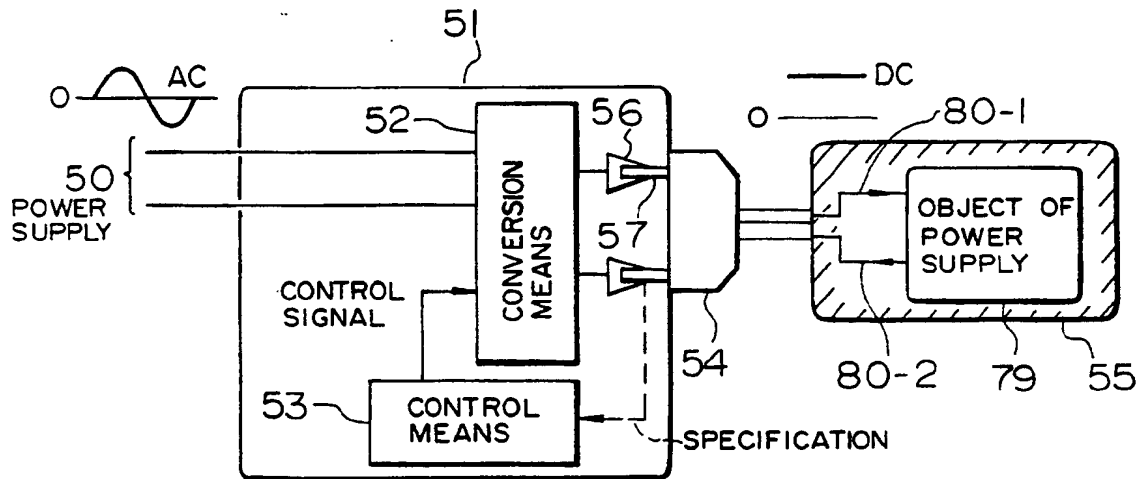 51
AC
0
DC
0
80-1
52
56
50
POWER
SUPPLY
CONVERSION
MEANS
57
OBJECT OF
POWER
SUPPLY
CONTROL
SIGNAL
54
80-2
79
55
53
CONTROL
MEANS
SPECIFICATION